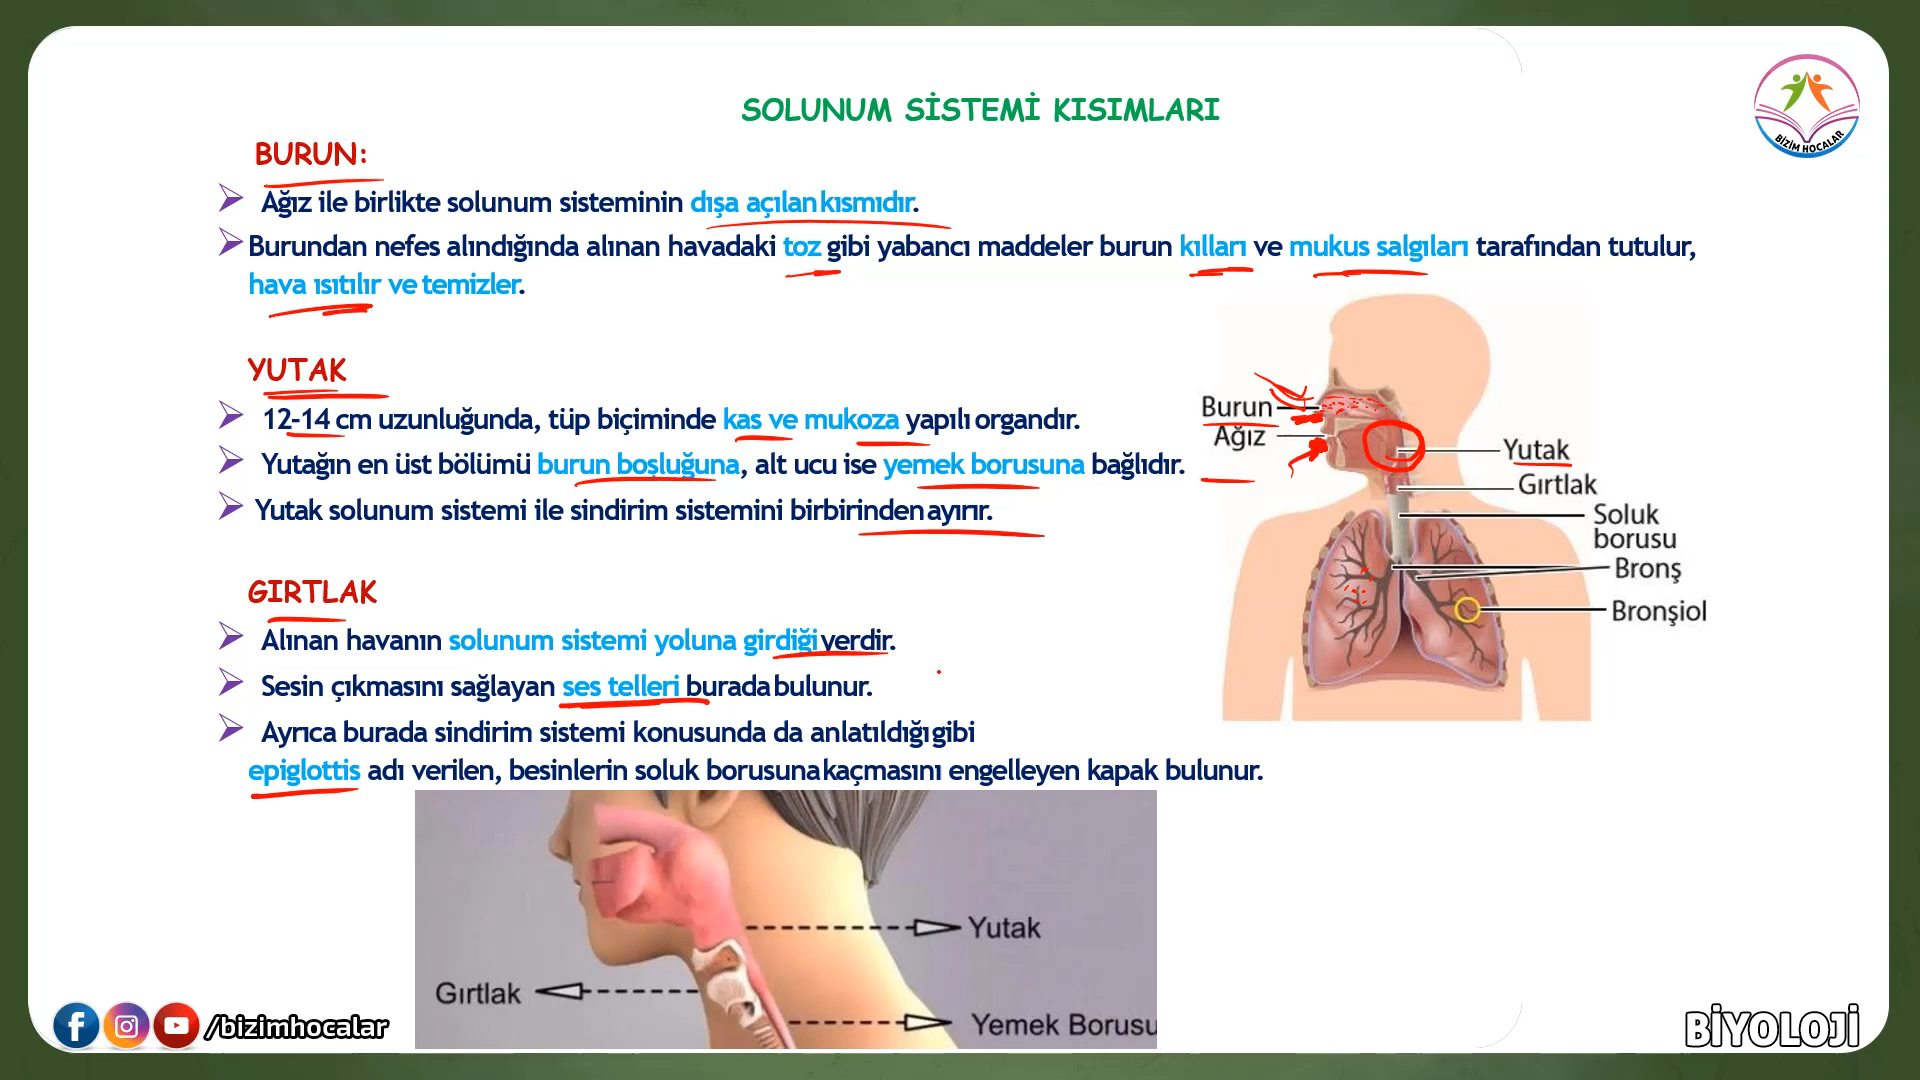 SOLUNUM SİSTEMİ KISIMLARI
BİZİM HOCALAR
BURUN:
Ağız ile birlikte solunum sisteminin dışa açılan kısmıdır.
Burundan nefes alındığında alınan havadaki toz gibi yabancı maddeler burun kılları ve mukus salgıları tarafından tutulur,
hava ısıtılır ve temizler.
YUTAK
12-14 cm uzunluğunda, tüp biçiminde kas ve mukoza yapılı organdır.
Yutağın en üst bölümü burun boşluğuna, alt ucu ise yemek borusuna bağlıdır.
Yutak solunum sistemi ile sindirim sistemini birbirinden ayırır.
GIRTLAK
Alınan havanın solunum sistemi yoluna girdiği yerdir.
Sesin çıkmasını sağlayan ses telleri burada bulunur.
Ayrıca burada sindirim sistemi konusunda da anlatıldığı gibi
epiglottis adı verilen, besinlerin soluk borusuna kaçmasını engelleyen kapak bulunur.
Burun
Ağız
Yutak
Gırtlak
Soluk
borusu
Bronş
Bronşiol
Yutak
Gırtlak
Yemek Borusu
/bizimhocalar
BİYOLOJİ